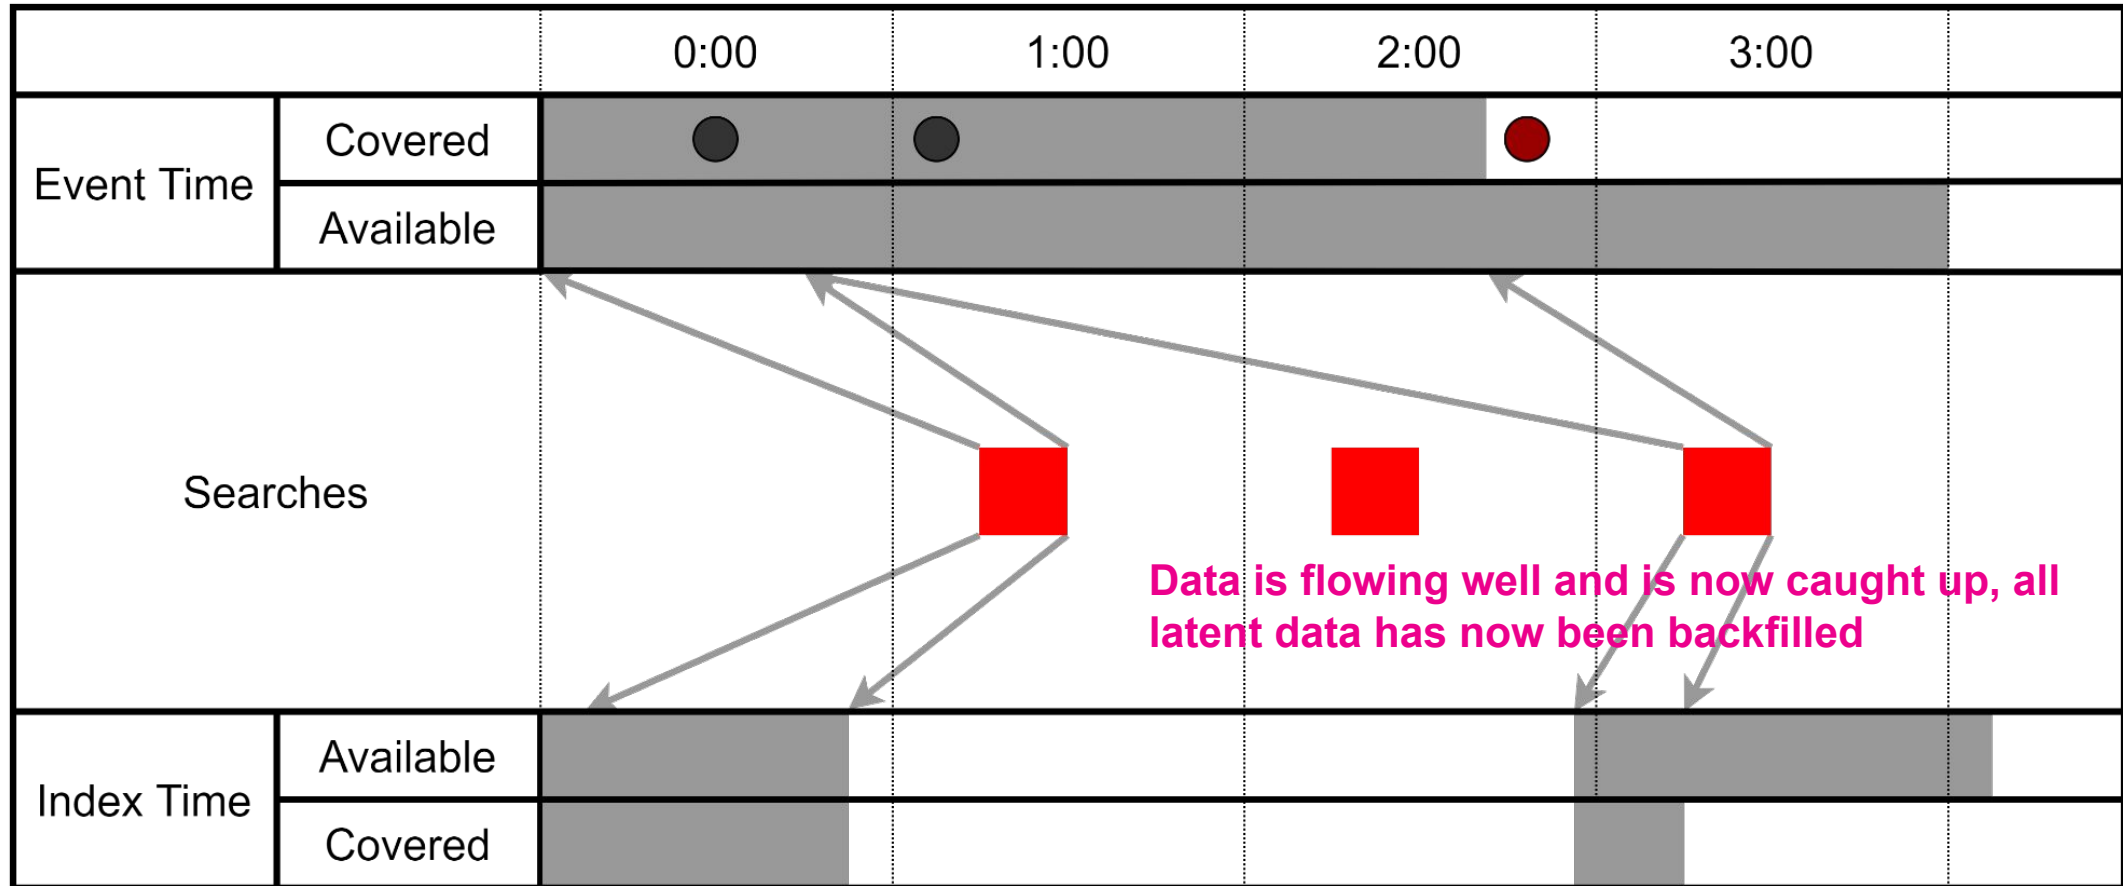 0:00 1:00 2:00 3:00
Event Time
Covered
Available
Searches
Data is flowing well and is now caught up, all
latent data has now been backfilled
Index Time
Available
Covered